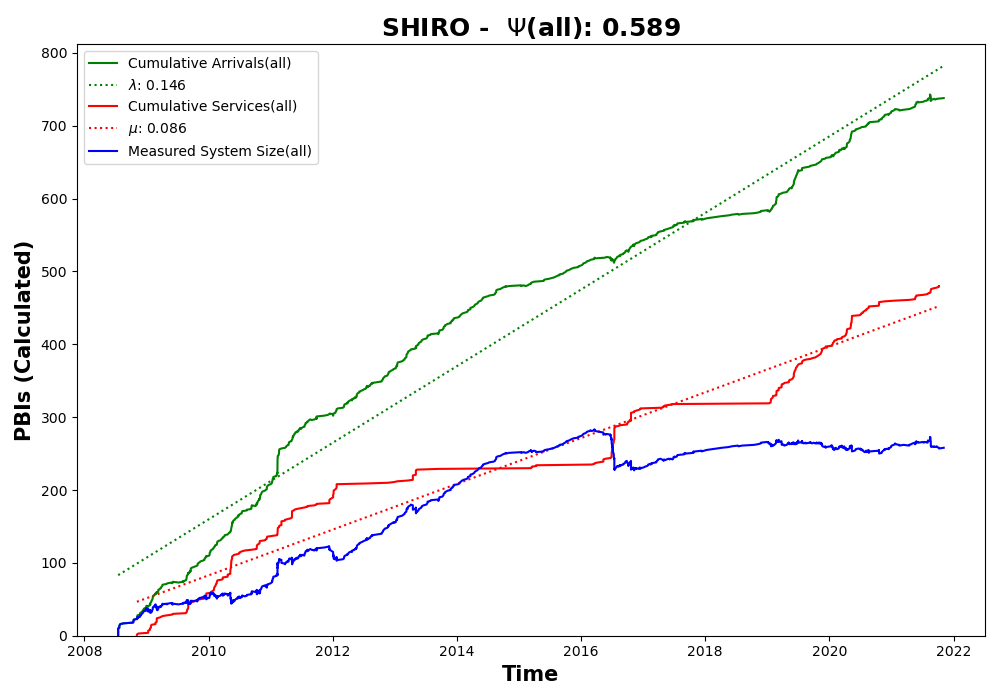 SHIRO -  Ψ(all): 0.589
Cumulative Arrivals(all)
λ: 0.146
Cumulative Services(all)
μ: 0.086
Measured System Size(all)
PBIs (Calculated)
800
700
600
500
400
300
200
100
0
2008 2010 2012 2014 2016 2018 2020 2022
Time